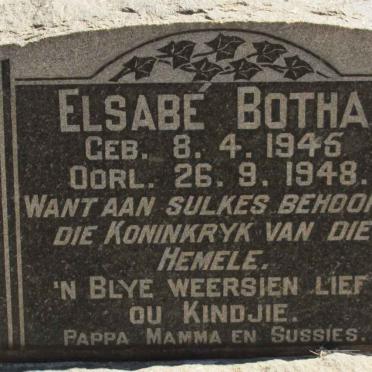 ELSABÉ BOTHA
GEB. 8. 4. 1945
OORL. 26. 9. 1948.
WANT AAN SULKES BEHOOR
DIE KONINKRYK VAN DIE
HEMELE.
'N BLYE WEERSIEN LIEF
OU KINDJIE.
PAPPA MAMMA EN SUSSIES.